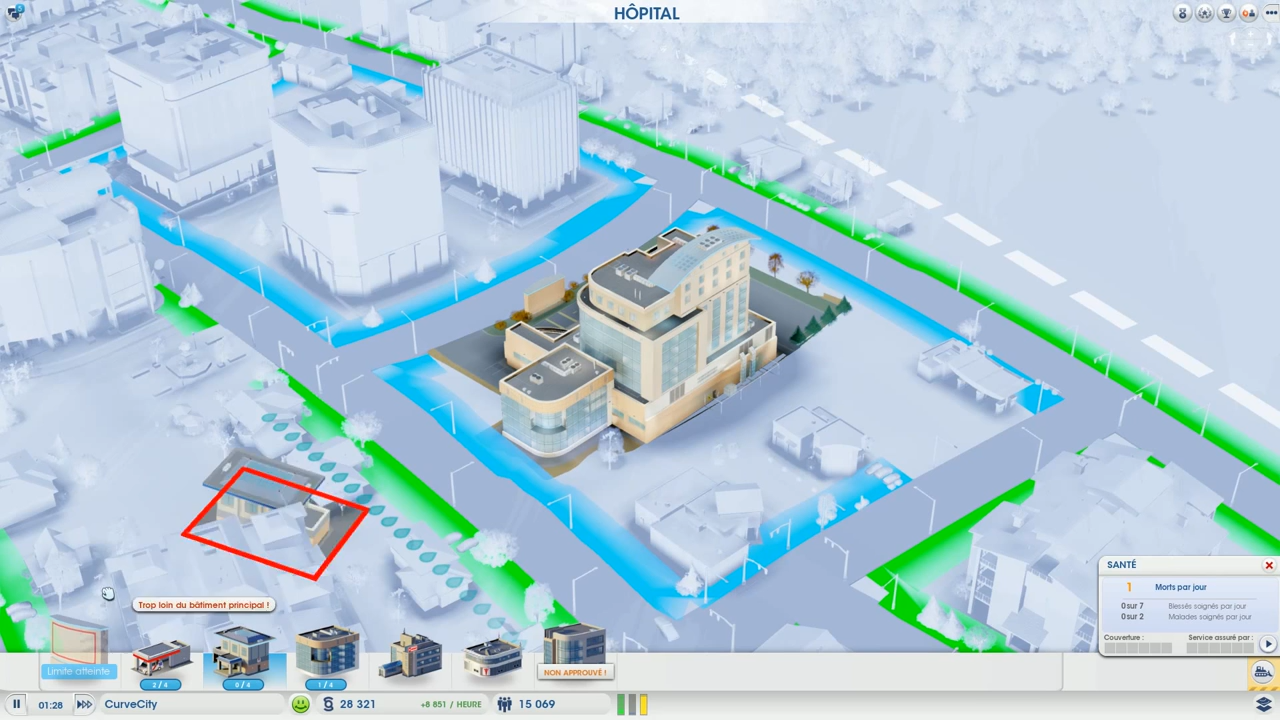 5
HÔPITAL
SANTÉ
1 Morts par jour
0 sur 7 Blessés soignés par jour
0 sur 2 Malades soignés par jour
Couverture : Service assuré par :
Trop loin du bâtiment principal !
Limite atteinte
NON APPROUVÉ !
2 / 4
0 / 4
1 / 4
01:28
CurveCity
28 321
+8 851 / HEURE
15 069